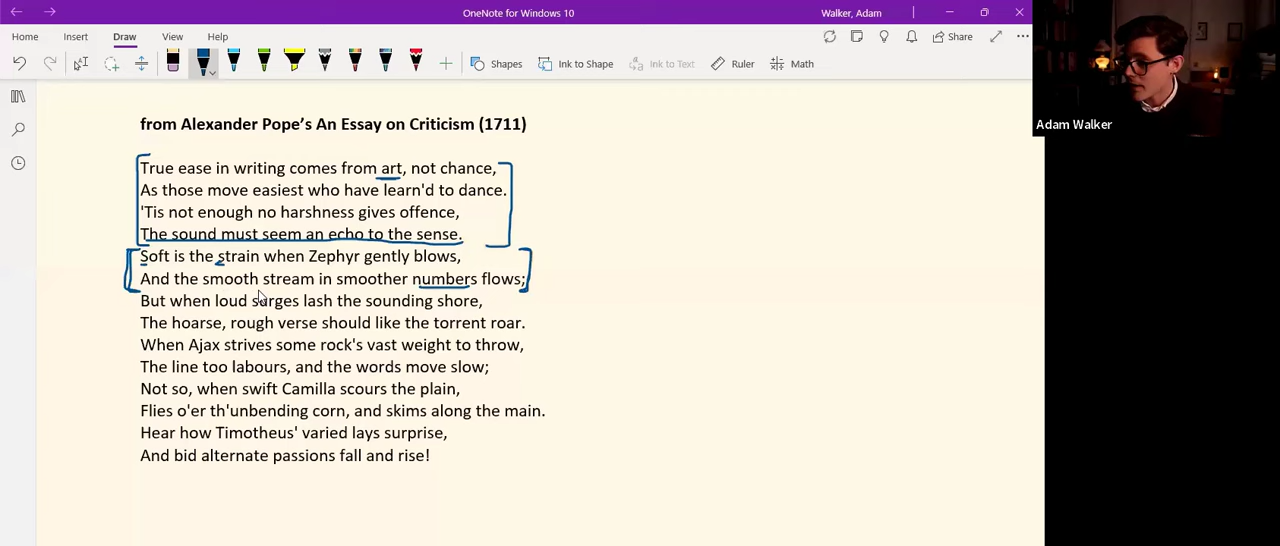 OneNote for Windows 10
Walker, Adam
Home Insert Draw View Help
Share
Shapes Ink to Shape Ink to Text Ruler Math
Adam Walker
from Alexander Pope's An Essay on Criticism (1711)
True ease in writing comes from art, not chance,
As those move easiest who have learn'd to dance.
'Tis not enough no harshness gives offence,
The sound must seem an echo to the sense.
Soft is the strain when Zephyr gently blows,
And the smooth stream in smoother numbers flows;
But when loud surges lash the sounding shore,
The hoarse, rough verse should like the torrent roar.
When Ajax strives some rock's vast weight to throw,
The line too labours, and the words move slow;
Not so, when swift Camilla scours the plain,
Flies o'er th'unbending corn, and skims along the main.
Hear how Timotheus' varied lays surprise,
And bid alternate passions fall and rise!